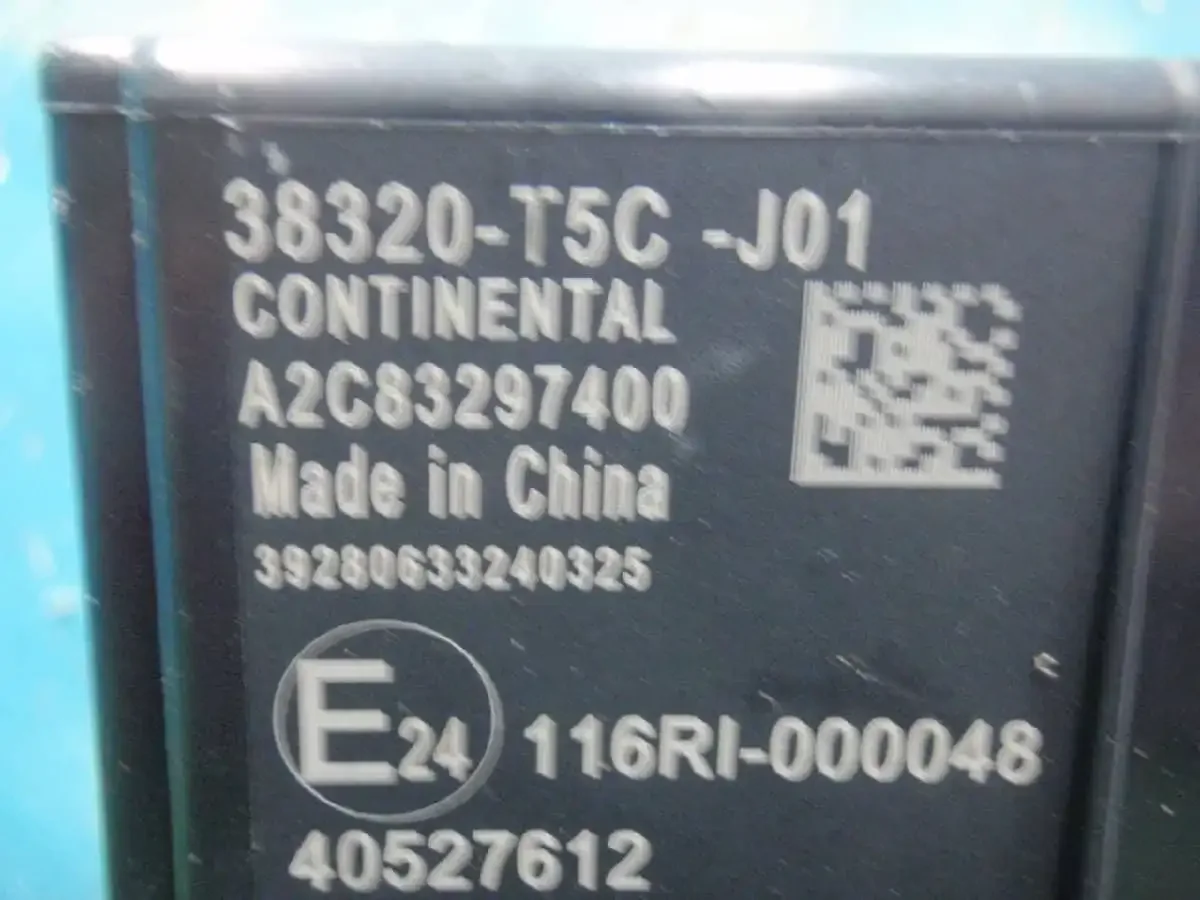 38320-T5C -J01
CONTINENTAL
A2C83297400
Made in China
39280633240325
E24 116RI-000048
40527612